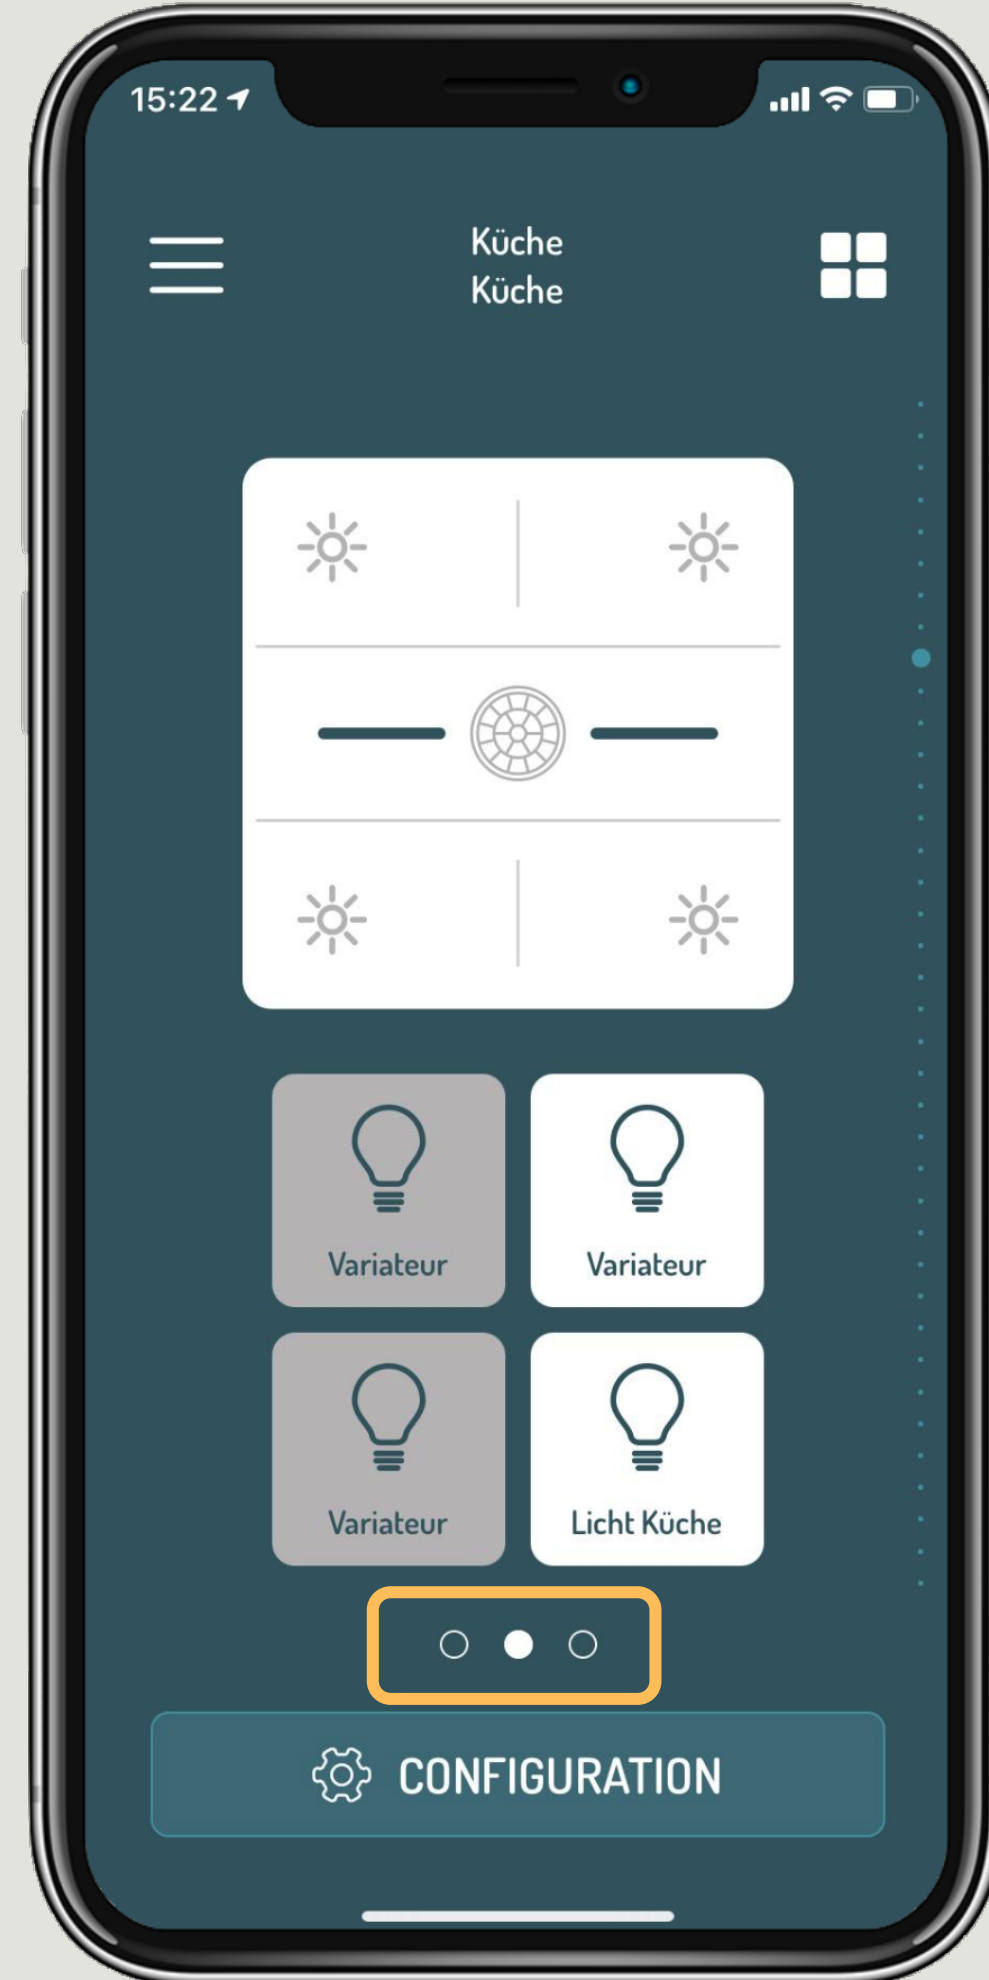 15:22
Küche
Küche
Variateur
Variateur
Variateur
Licht Küche
CONFIGURATION